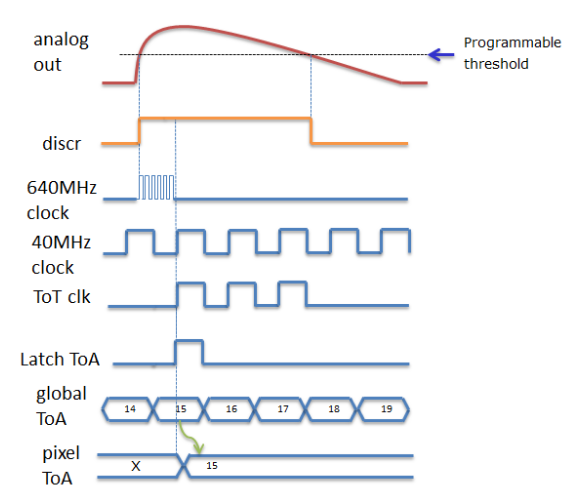 analog
out
Programmable
threshold
discr
640MHz
clock
40MHz
clock
ToT clk
Latch ToA
global
ToA
14 15 16 17 18 19
pixel
ToA
X 15